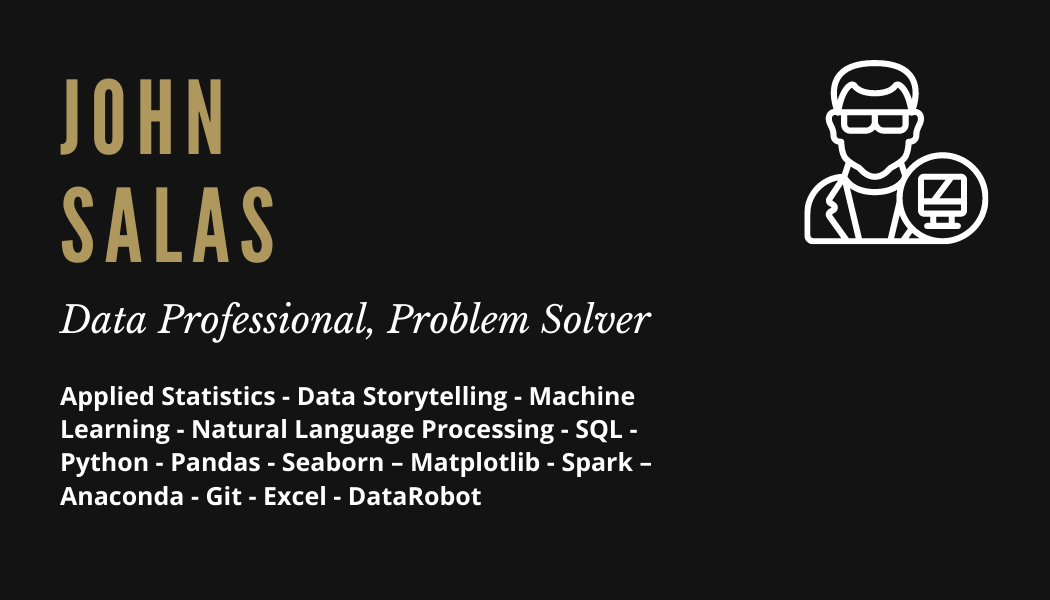 JOHN
SALAS
Data Professional, Problem Solver
Applied Statistics - Data Storytelling - Machine
Learning - Natural Language Processing - SQL -
Python - Pandas - Seaborn – Matplotlib - Spark –
Anaconda - Git - Excel - DataRobot